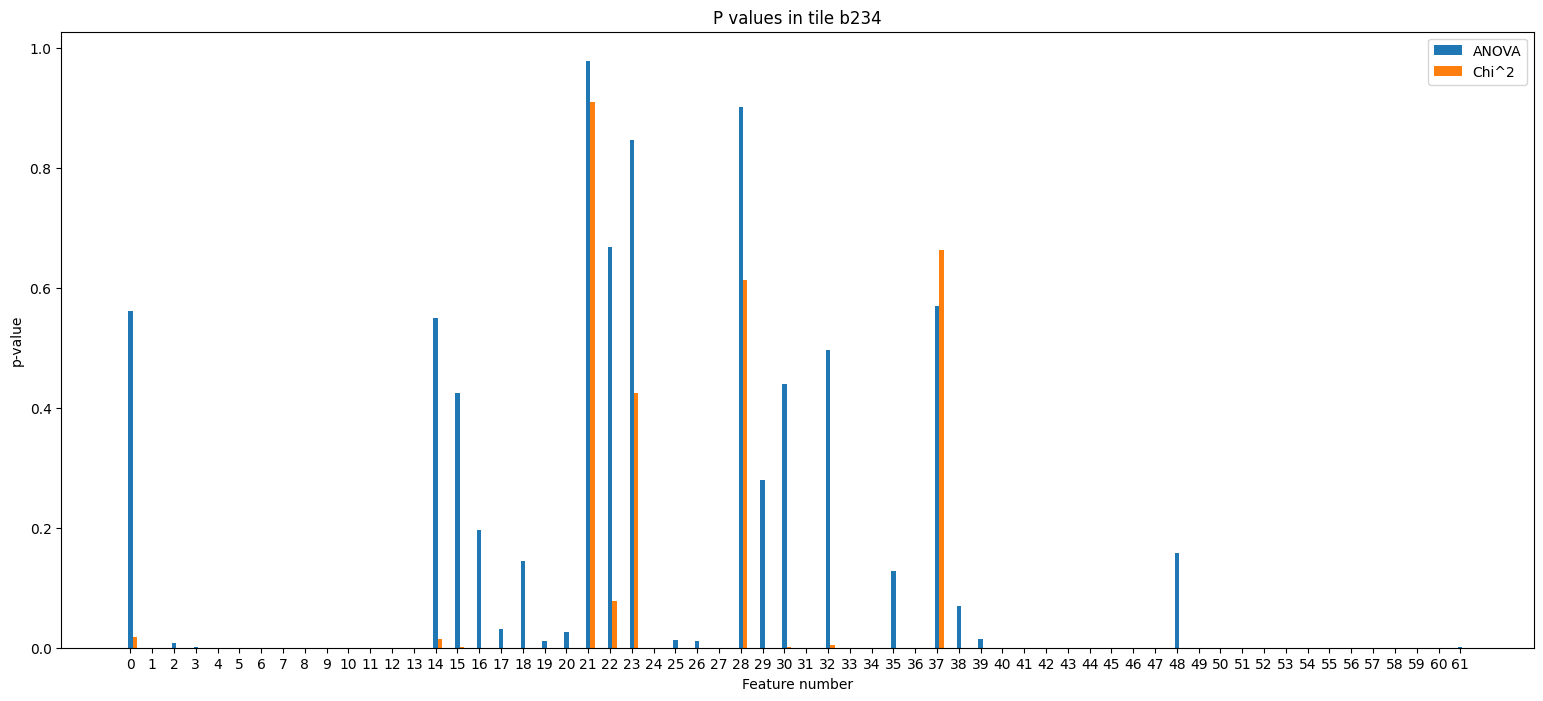 P values in tile b234
ANOVA
Chi^2
1.0
0.8
0.6
0.4
0.2
0.0
p-value
0 1 2 3 4 5 6 7 8 9 10 11 12 13 14 15 16 17 18 19 20 21 22 23 24 25 26 27 28 29 30 31 32 33 34 35 36 37 38 39 40 41 42 43 44 45 46 47 48 49 50 51 52 53 54 55 56 57 58 59 60 61
Feature number